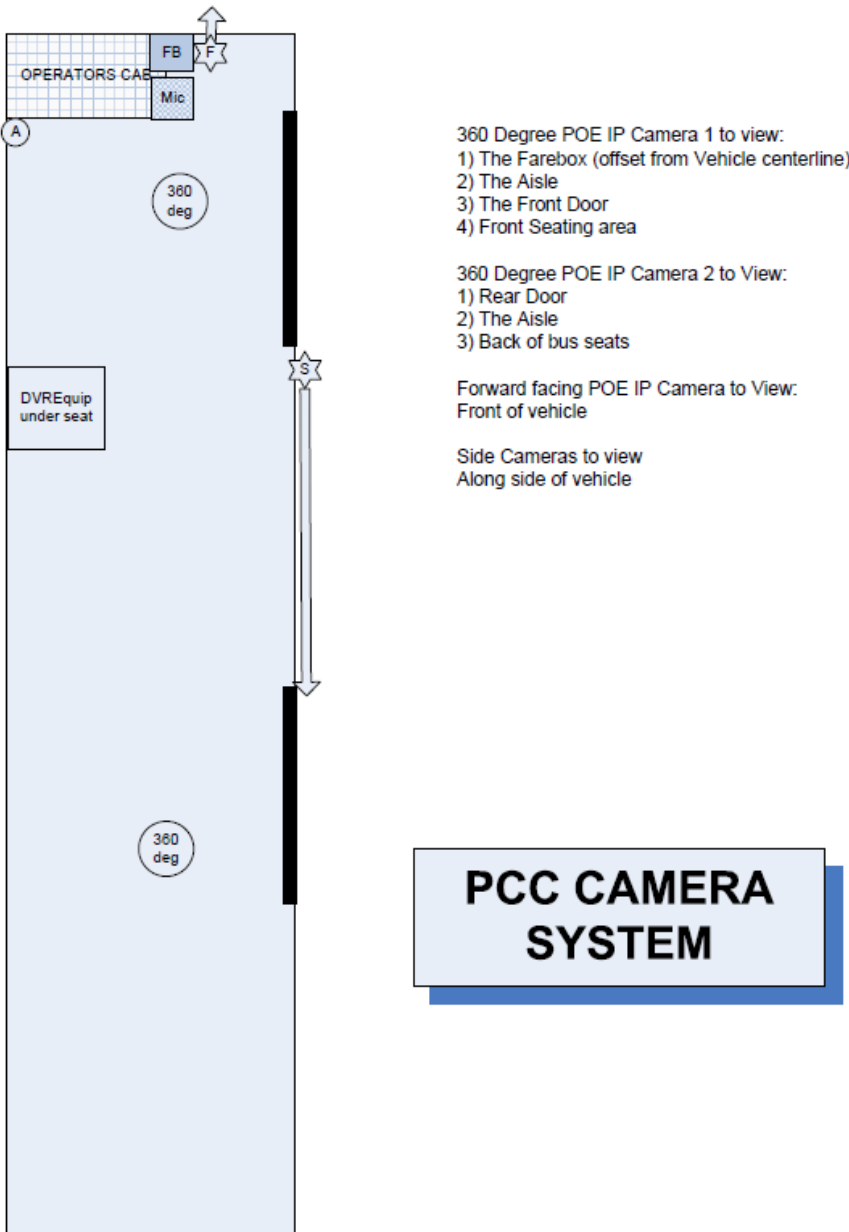 FB
F
OPERATORS CAB
Mic
A
360
deg
360 Degree POE IP Camera 1 to view:
1) The Farebox (offset from Vehicle centerline)
2) The Aisle
3) The Front Door
4) Front Seating area
360 Degree POE IP Camera 2 to View:
1) Rear Door
2) The Aisle
3) Back of bus seats
S
DVREquip
under seat
Forward facing POE IP Camera to View:
Front of vehicle
Side Cameras to view
Along side of vehicle
360
deg
PCC CAMERA
SYSTEM